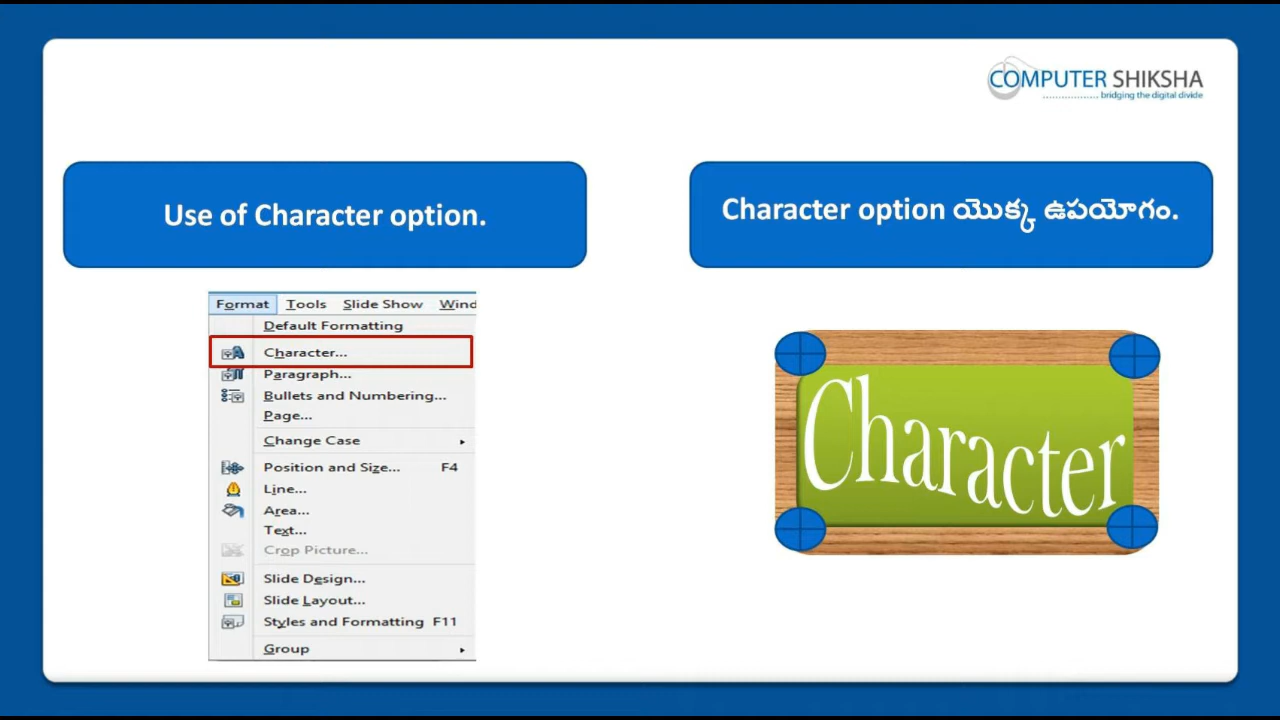 COMPUTER SHIKSHA
bridging the digital divide
Use of Character option.
Character option యొక్క ఉపయోగం.
Format Tools Slide Show Wind
Default Formatting
Character...
Paragraph...
Bullets and Numbering...
Page...
Change Case
Position and Size... F4
Line...
Area...
Text...
Crop Picture...
Slide Design...
Slide Layout...
Styles and Formatting F11
Group
Character